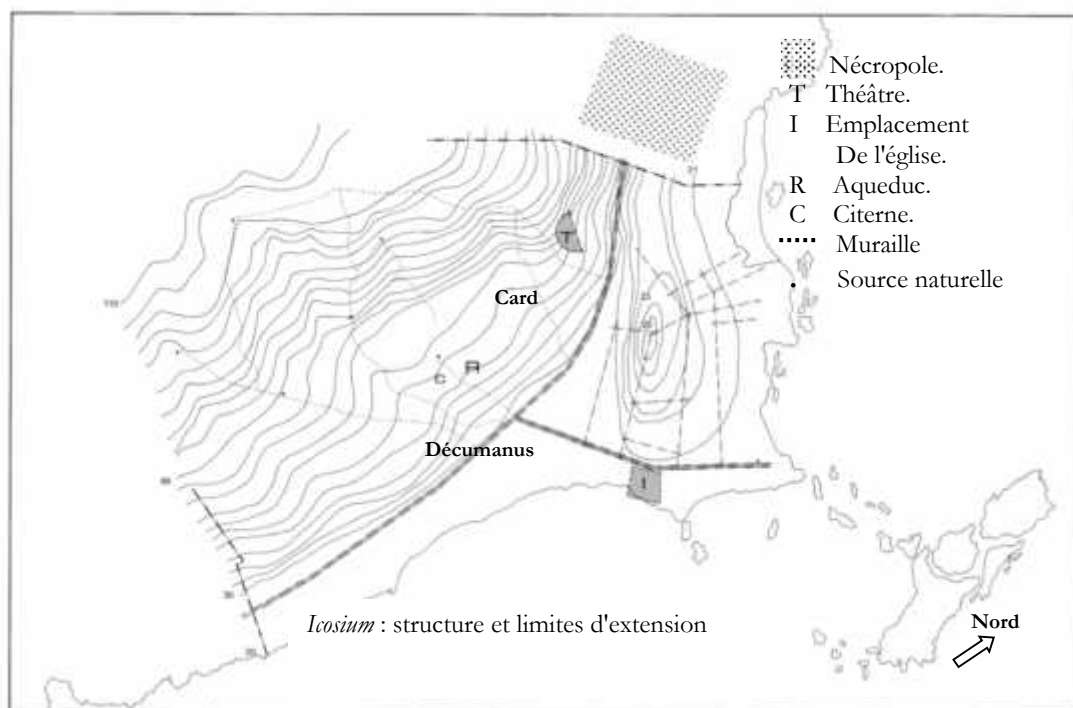 Nécropole.
T Théâtre.
I Emplacement
De l'église.
R Aqueduc.
C Citerne.
Muraille
Source naturelle
T
Card
C R
Décumanus
I
Icosium : structure et limites d'extension
Nord